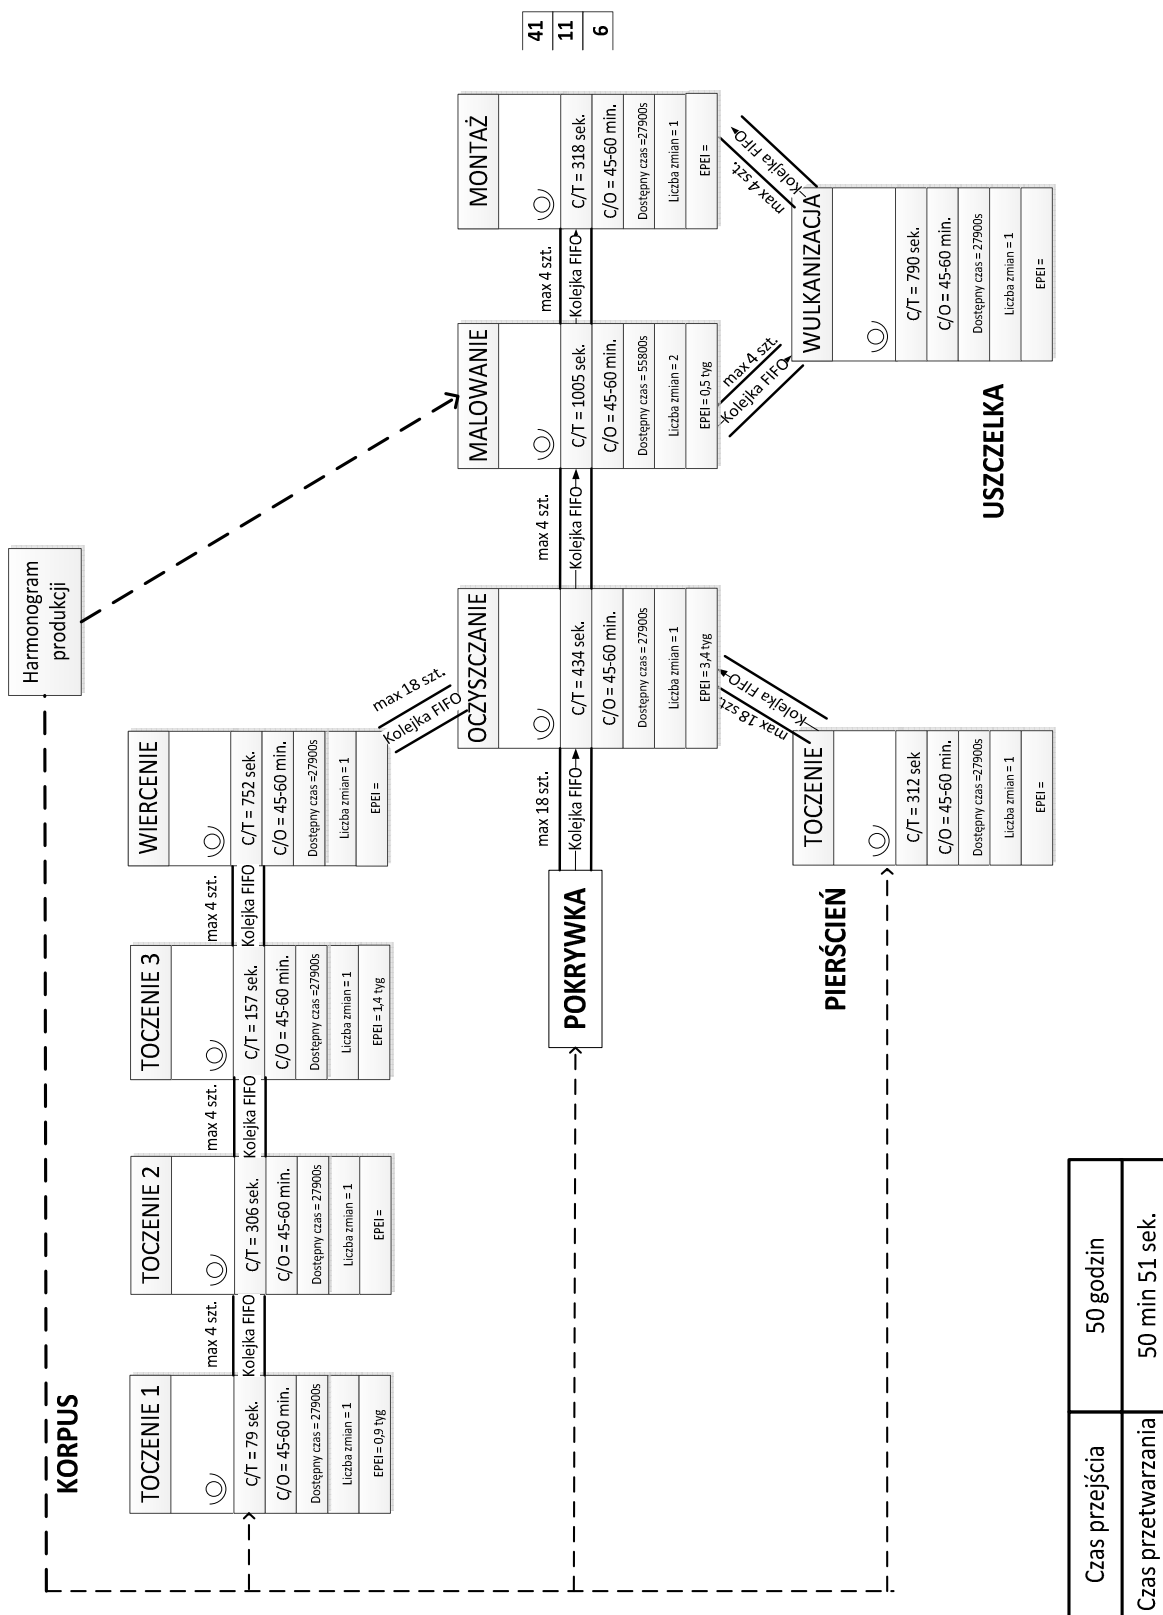 Harmonogram
produkcji
KORPUS
TOCZENIE 1
C/T = 79 sek.
C/O = 45-60 min.
Dostępny czas = 27900s
Liczba zmian = 1
EPEI = 0,9 tyg
max 4 szt.
Kolejka FIFO
TOCZENIE 2
C/T = 306 sek.
C/O = 45-60 min.
Dostępny czas = 27900s
Liczba zmian = 1
EPEI =
max 4 szt.
Kolejka FIFO
TOCZENIE 3
C/T = 157 sek.
C/O = 45-60 min.
Dostępny czas =27900s
Liczba zmian = 1
EPEI = 1,4 tyg
max 4 szt.
Kolejka FIFO
WIERCENIE
C/T = 752 sek.
C/O = 45-60 min.
Dostępny czas =27900s
Liczba zmian = 1
EPEI =
max 18 szt.
Kolejka FIFO
POKRYWKA
max 18 szt.
Kolejka FIFO
OCZYSZCZANIE
C/T = 434 sek.
C/O = 45-60 min.
Dostępny czas = 27900s
Liczba zmian = 1
EPEI = 3,4 tyg
max 4 szt.
Kolejka FIFO
MALOWANIE
C/T = 1005 sek.
C/O = 45-60 min.
Dostępny czas = 55800s
Liczba zmian = 2
EPEI = 0,5 tyg
max 4 szt.
Kolejka FIFO
MONTAŻ
C/T = 318 sek.
C/O = 45-60 min.
Dostępny czas =27900s
Liczba zmian = 1
EPEI =
41
11
6
PIERŚCIEŃ
TOCZENIE
C/T = 312 sek
C/O = 45-60 min.
Dostępny czas =27900s
Liczba zmian = 1
EPEI =
max 18 szt.
Kolejka FIFO
max 4 szt.
Kolejka FIFO
USZCZELKA
WULKANIZACJA
C/T = 790 sek.
C/O = 45-60 min.
Dostępny czas = 27900s
Liczba zmian = 1
EPEI =
max 4 szt.
Kolejka FIFO
Czas przejścia 50 godzin
Czas przetwarzania 50 min 51 sek.